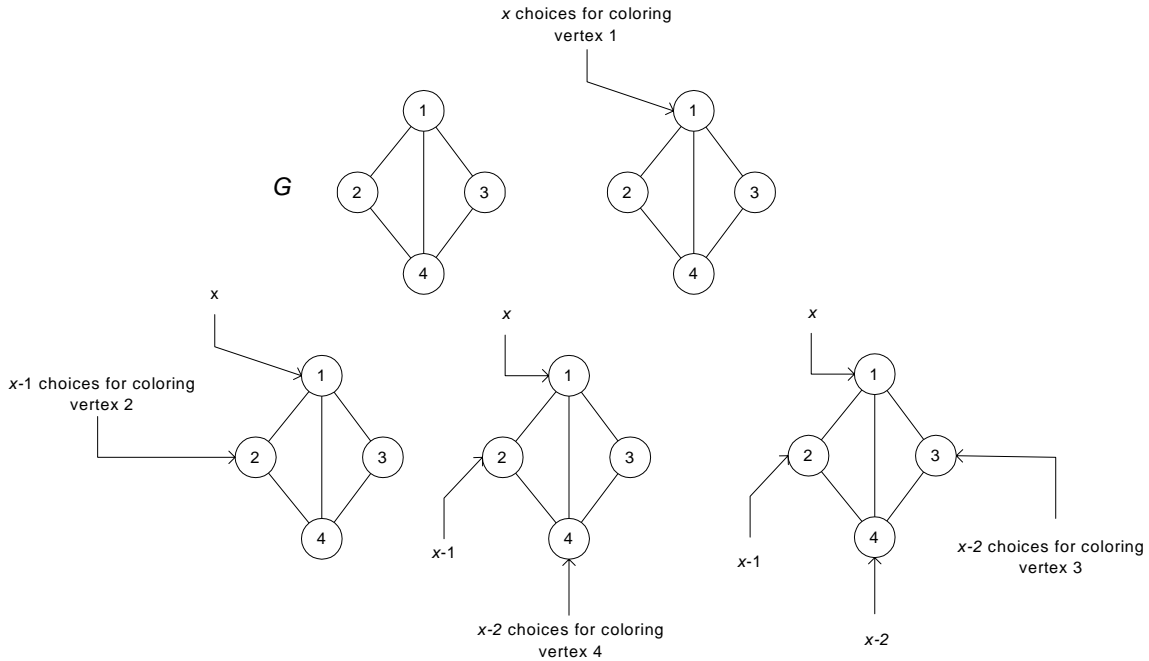 x choices for coloring
vertex 1
1
1
G
2
3
2
3
4
4
x
x
x
x-1 choices for coloring
vertex 2
1
1
1
2
3
2
3
2
3
4
4
4
x-1
x-1
x-2 choices for coloring
vertex 3
x-2 choices for coloring
vertex 4
x-2